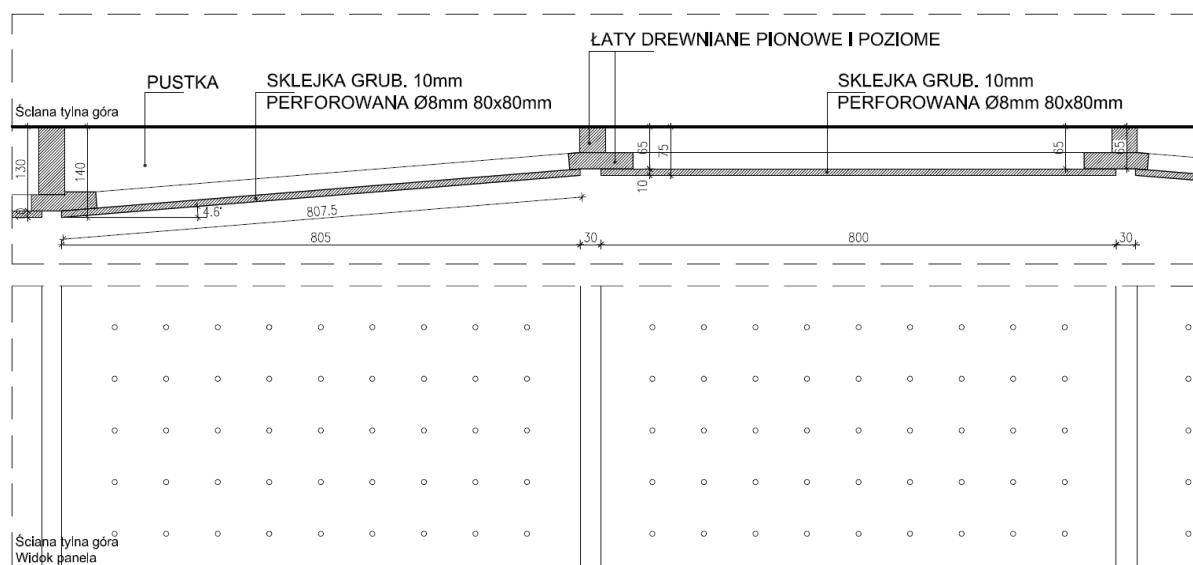 ŁATY DREWNIANE PIONOWE I POZIOME
PUSTKA
SKLEJKA GRUB. 10mm
PERFOROWANA Ø8mm 80x80mm
SKLEJKA GRUB. 10mm
PERFOROWANA Ø8mm 80x80mm
Ściana tylna góra
130
140
65
75
65
65
10
10
4.6°
807.5
805
30
800
30
Ściana tylna góra
Widok panela